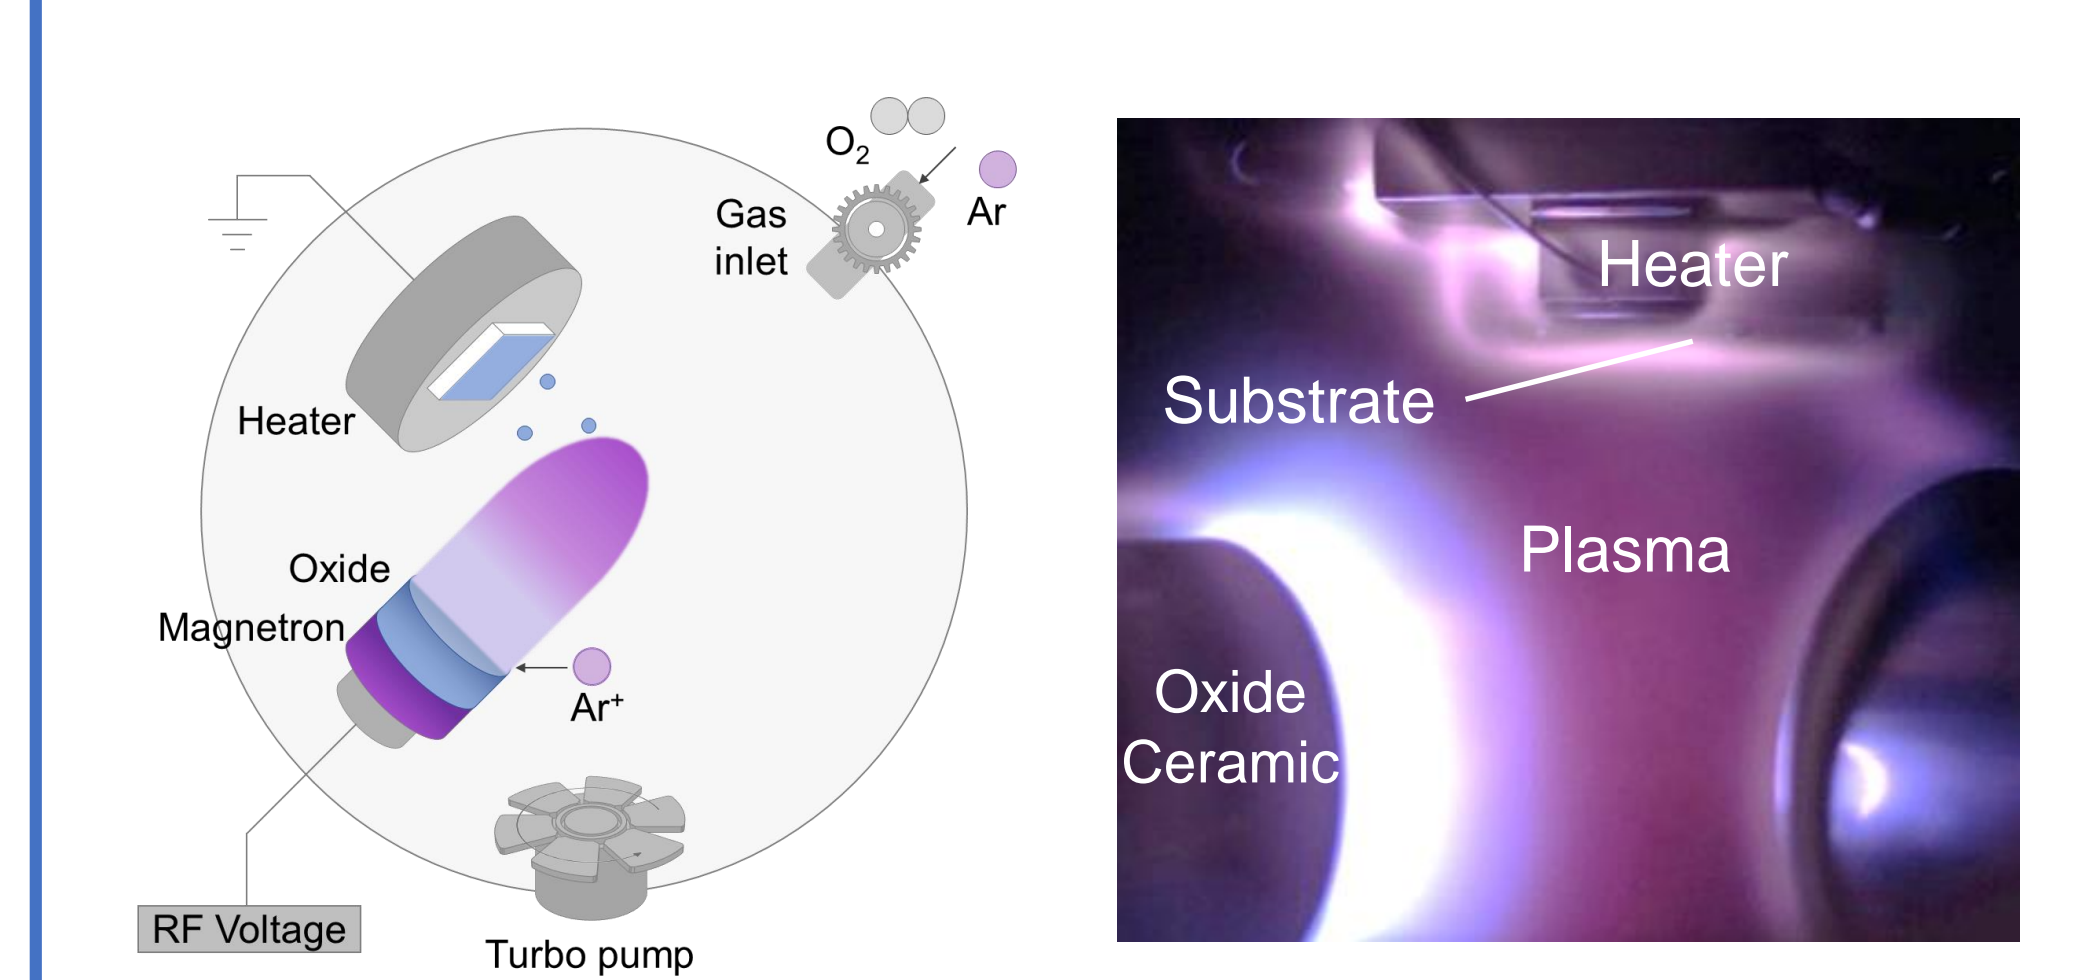 O₂
Ar
Gas
inlet
Heater
Oxide
Magnetron
Ar⁺
RF Voltage
Turbo pump
Heater
Substrate
Plasma
Oxide
Ceramic